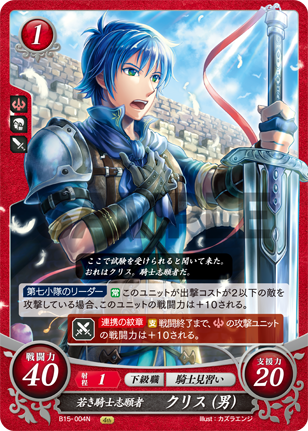 1
ここで試験を受けられると聞いて来た。
おれはクリス。騎士志願者だ。
第七小隊のリーダー 常 このユニットが出撃コストが2以下の敵を
攻撃している場合、このユニットの戦闘力は+10される。
連携の紋章 支 戦闘終了まで、の攻撃ユニット
の戦闘力は+10される。
戦闘力
40
射程 1 下級職 騎士見習い
支援力
20
若き騎士志願者 クリス(男)
B15-004N
Illust:カズラエンジ